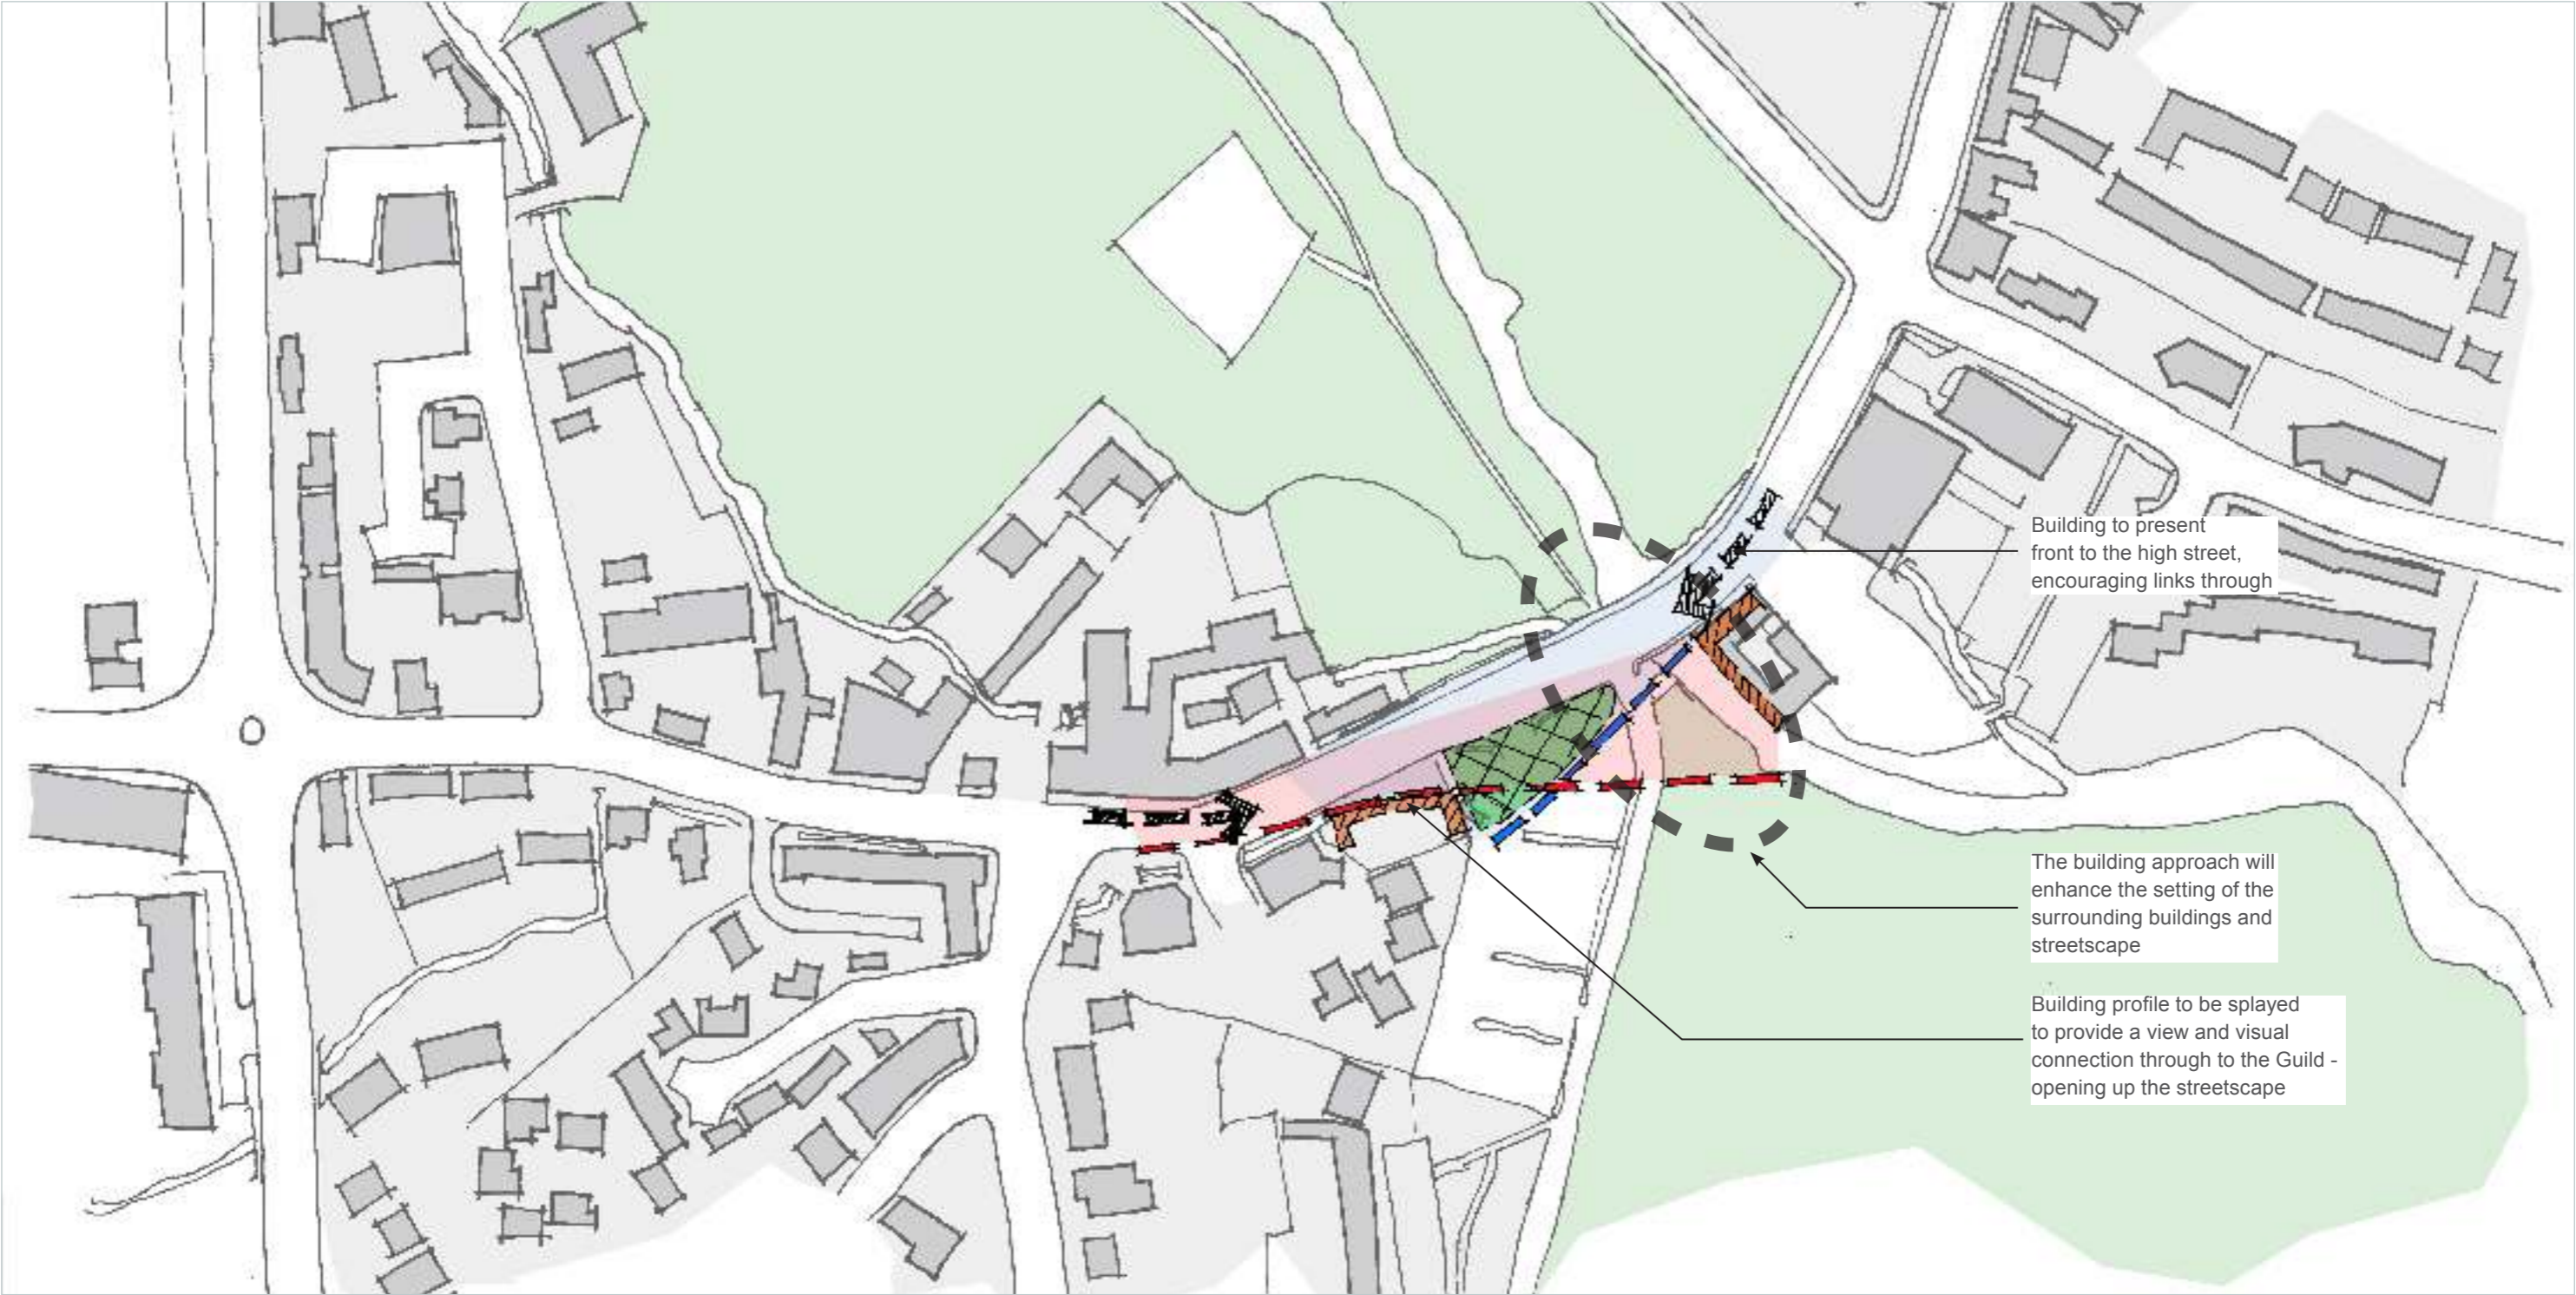 Building to present
front to the high street,
encouraging links through
The building approach will
enhance the setting of the
surrounding buildings and
streetscape
Building profile to be splayed
to provide a view and visual
connection through to the Guild -
opening up the streetscape